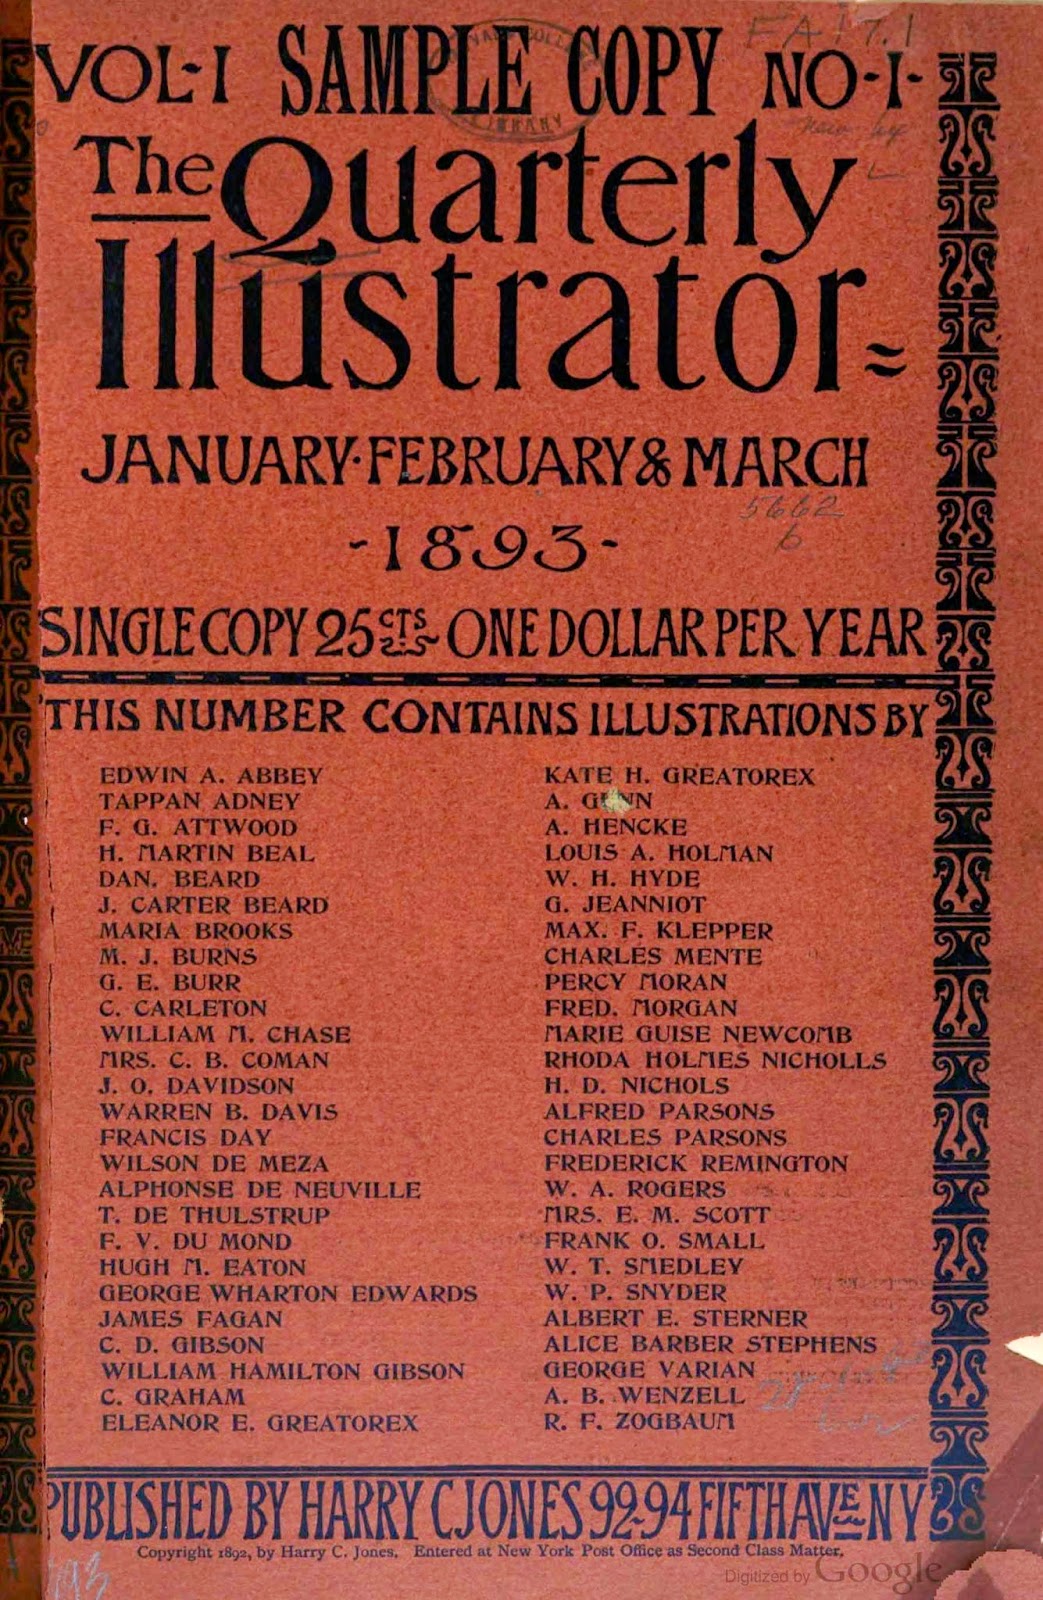 VOL-I SAMPLE COPY NO-I-
FA 17.1
The Quarterly
Illustrator
JANUARY·FEBRUARY & MARCH
5662
6
-1893-
SINGLE COPY 25 CTS ONE DOLLAR PER YEAR
THIS NUMBER CONTAINS ILLUSTRATIONS BY
EDWIN A. ABBEY
TAPPAN ADNEY
F. G. ATTWOOD
H. MARTIN BEAL
DAN. BEARD
J. CARTER BEARD
MARIA BROOKS
M. J. BURNS
G. E. BURR
C. CARLETON
WILLIAM M. CHASE
MRS. C. B. COMAN
J. O. DAVIDSON
WARREN B. DAVIS
FRANCIS DAY
WILSON DE MEZA
ALPHONSE DE NEUVILLE
T. DE THULSTRUP
F. V. DU MOND
HUGH M. EATON
GEORGE WHARTON EDWARDS
JAMES FAGAN
C. D. GIBSON
WILLIAM HAMILTON GIBSON
C. GRAHAM
ELEANOR E. GREATOREX
KATE H. GREATOREX
A. GUNN
A. HENCKE
LOUIS A. HOLMAN
W. H. HYDE
G. JEANNIOT
MAX. F. KLEPPER
CHARLES MENTE
PERCY MORAN
FRED. MORGAN
MARIE GUISE NEWCOMB
RHODA HOLMES NICHOLLS
H. D. NICHOLS
ALFRED PARSONS
CHARLES PARSONS
FREDERICK REMINGTON
W. A. ROGERS
MRS. E. M. SCOTT
FRANK O. SMALL
W. T. SMEDLEY
W. P. SNYDER
ALBERT E. STERNER
ALICE BARBER STEPHENS
GEORGE VARIAN
A. B. WENZELL
R. F. ZOGBAUM
PUBLISHED BY HARRY C JONES 92-94 FIFTH AVE N Y
Copyright 1892, by Harry C. Jones. Entered at New York Post Office as Second Class Matter.
Digitized by Google